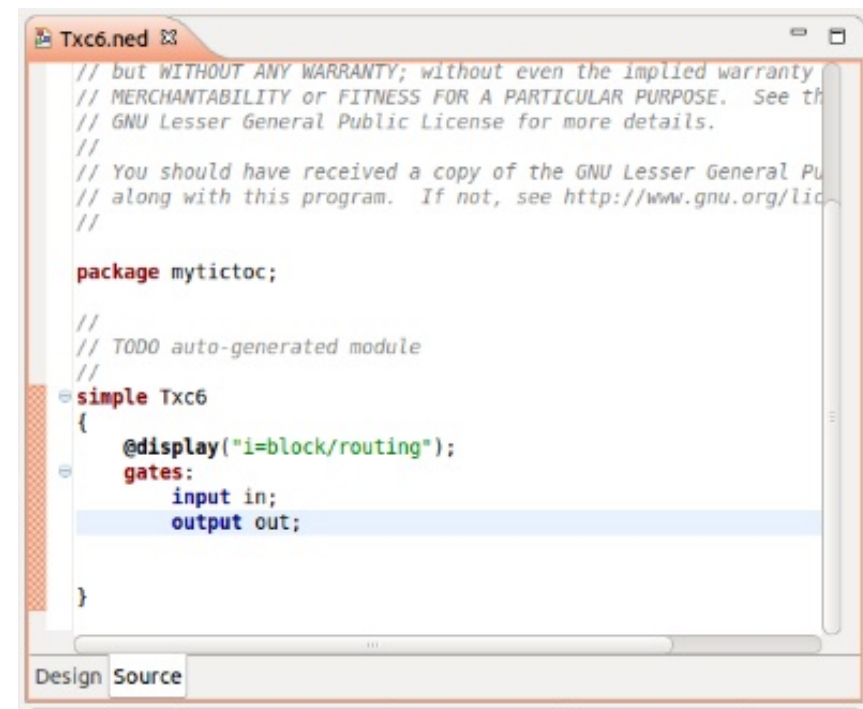 Txc6.ned
// but WITHOUT ANY WARRANTY; without even the implied warranty
// MERCHANTABILITY or FITNESS FOR A PARTICULAR PURPOSE.  See th
// GNU Lesser General Public License for more details.
//
// You should have received a copy of the GNU Lesser General Pu
// along with this program.  If not, see http://www.gnu.org/lic
//
package mytictoc;
//
// TODO auto-generated module
//
simple Txc6
{
    @display("i=block/routing");
    gates:
        input in;
        output out;
}
Design Source